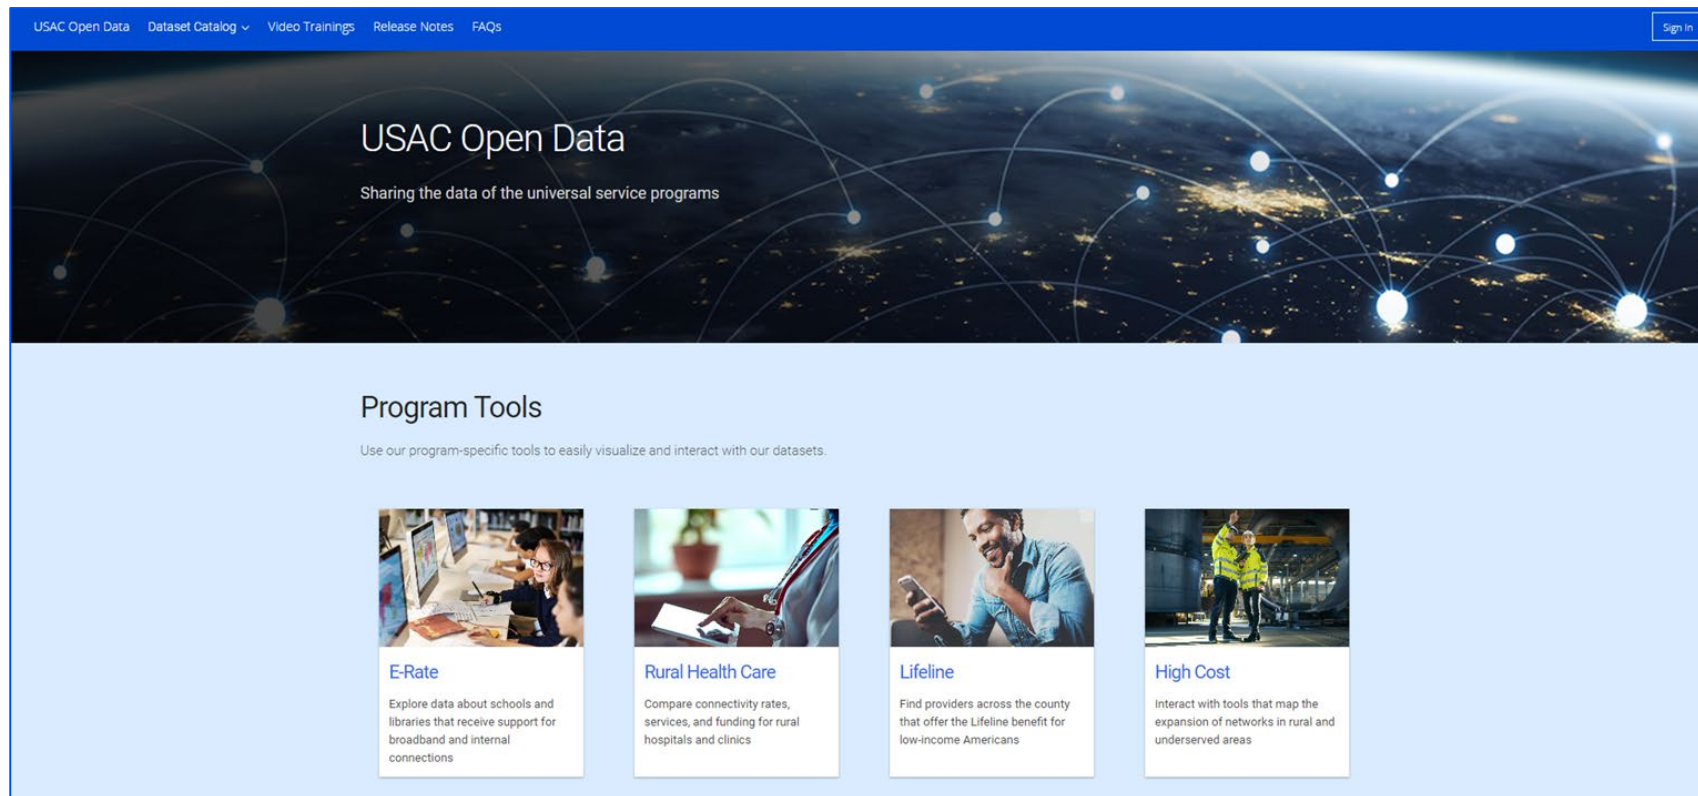 USAC Open Data Dataset Catalog Video Trainings Release Notes FAQs Sign In
USAC Open Data
Sharing the data of the universal service programs
Program Tools
Use our program-specific tools to easily visualize and interact with our datasets.
E-Rate
Explore data about schools and
libraries that receive support for
broadband and internal
connections
Rural Health Care
Compare connectivity rates,
services, and funding for rural
hospitals and clinics
Lifeline
Find providers across the county
that offer the Lifeline benefit for
low-income Americans
High Cost
Interact with tools that map the
expansion of networks in rural and
underserved areas